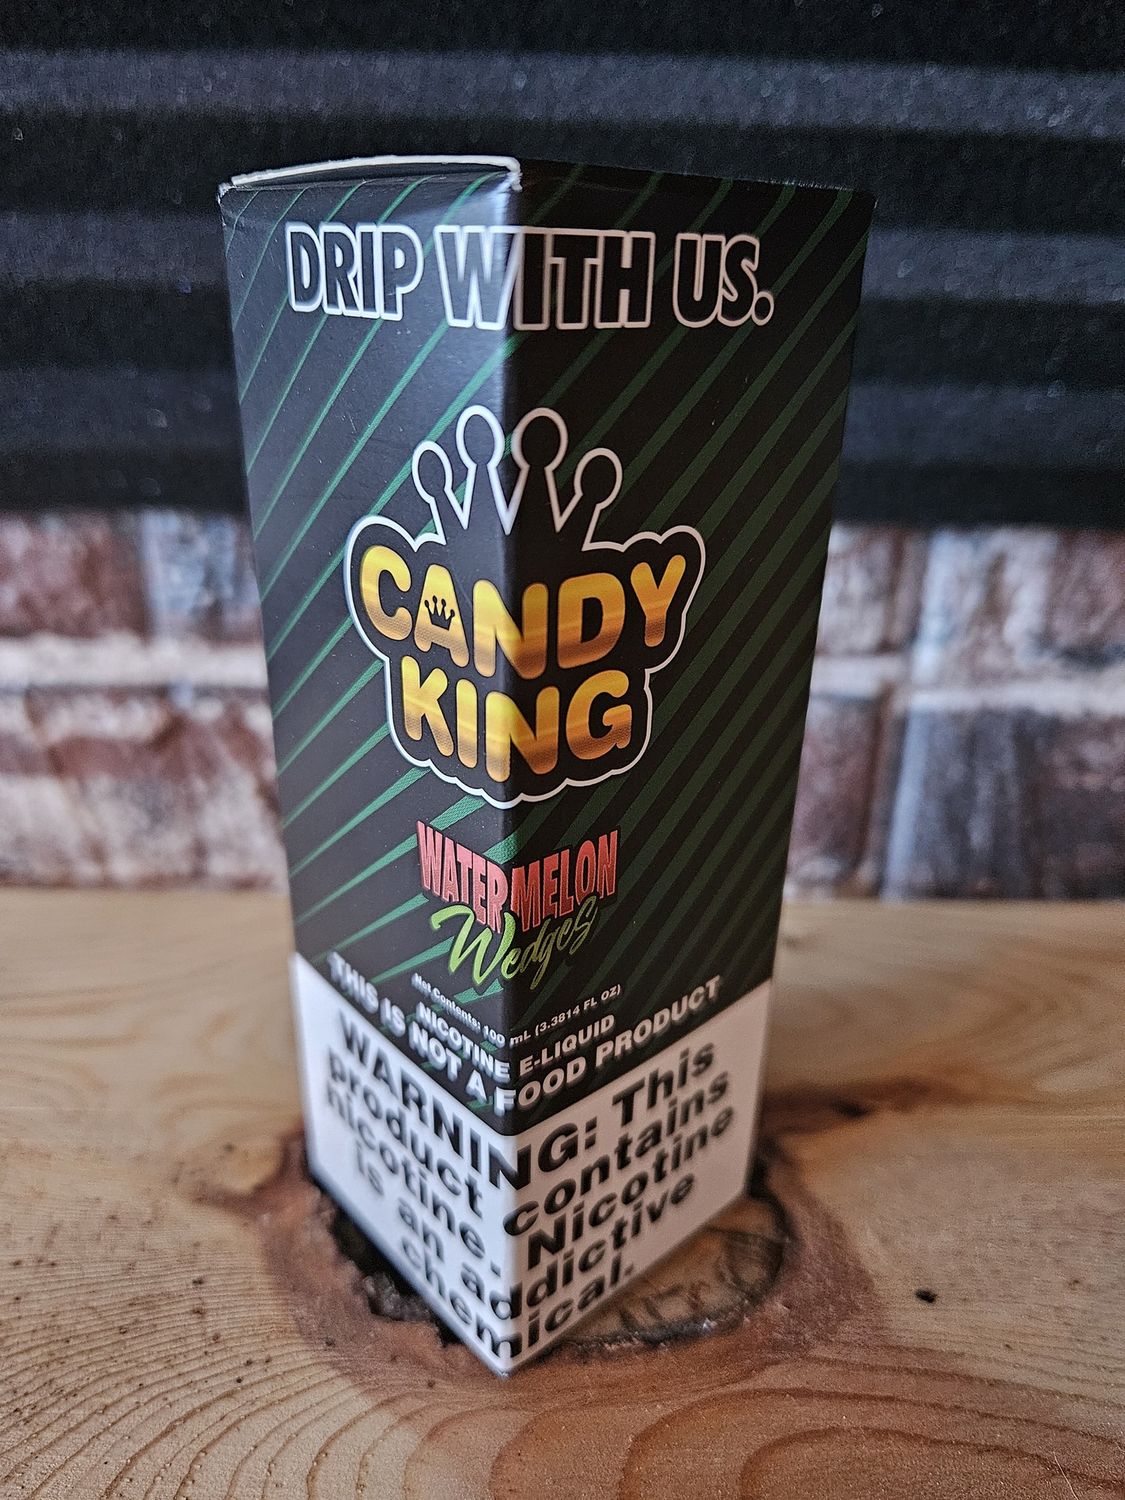 DRIP WITH US.
CANDY
KING
WATERMELON
Wedges
Net Contents: 100 mL (3.3814 FL OZ)
NICOTINE E-LIQUID
THIS IS NOT A FOOD PRODUCT
WARNING: This
product contains
nicotine. Nicotine
is an addictive
chemical.